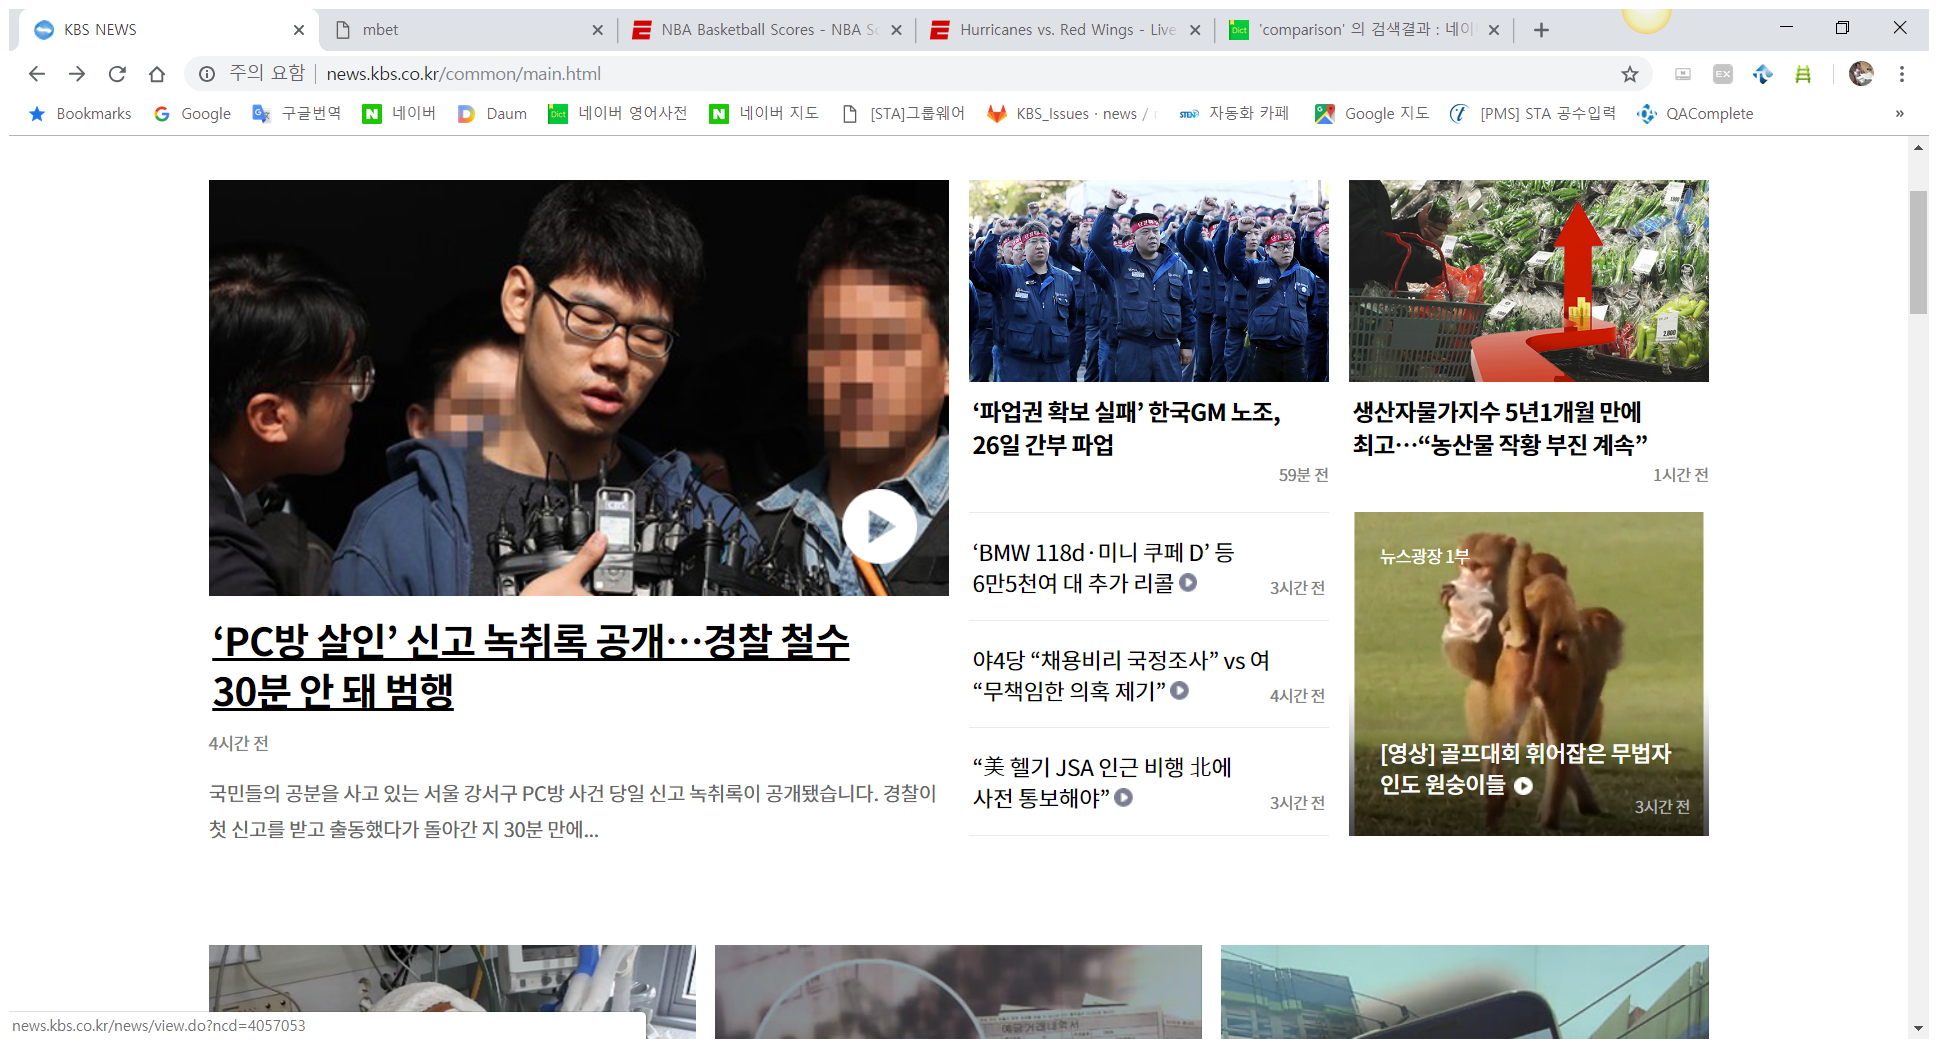 KBS NEWS
mbet
NBA Basketball Scores - NBA Sc
Hurricanes vs. Red Wings - Live
'comparison' 의 검색결과 : 네이
주의 요함
news.kbs.co.kr/common/main.html
EX
Bookmarks
Google
구글번역
네이버
Daum
네이버 영어사전
네이버 지도
[STA]그룹웨어
KBS_Issues · news /
자동화 카페
Google 지도
[PMS] STA 공수입력
QAComplete
‘PC방 살인’ 신고 녹취록 공개…경찰 철수
30분 안 돼 범행
4시간 전
국민들의 공분을 사고 있는 서울 강서구 PC방 사건 당일 신고 녹취록이 공개됐습니다. 경찰이
첫 신고를 받고 출동했다가 돌아간 지 30분 만에...
‘파업권 확보 실패’ 한국GM 노조,
26일 간부 파업
59분 전
‘BMW 118d·미니 쿠페 D’ 등
6만5천여 대 추가 리콜
3시간 전
야4당 “채용비리 국정조사” vs 여
“무책임한 의혹 제기”
4시간 전
“美 헬기 JSA 인근 비행 北에
사전 통보해야”
3시간 전
생산자물가지수 5년1개월 만에
최고…“농산물 작황 부진 계속”
1시간 전
뉴스광장 1부
[영상] 골프대회 휘어잡은 무법자
인도 원숭이들
3시간 전
예금거래내역서
news.kbs.co.kr/news/view.do?ncd=4057053